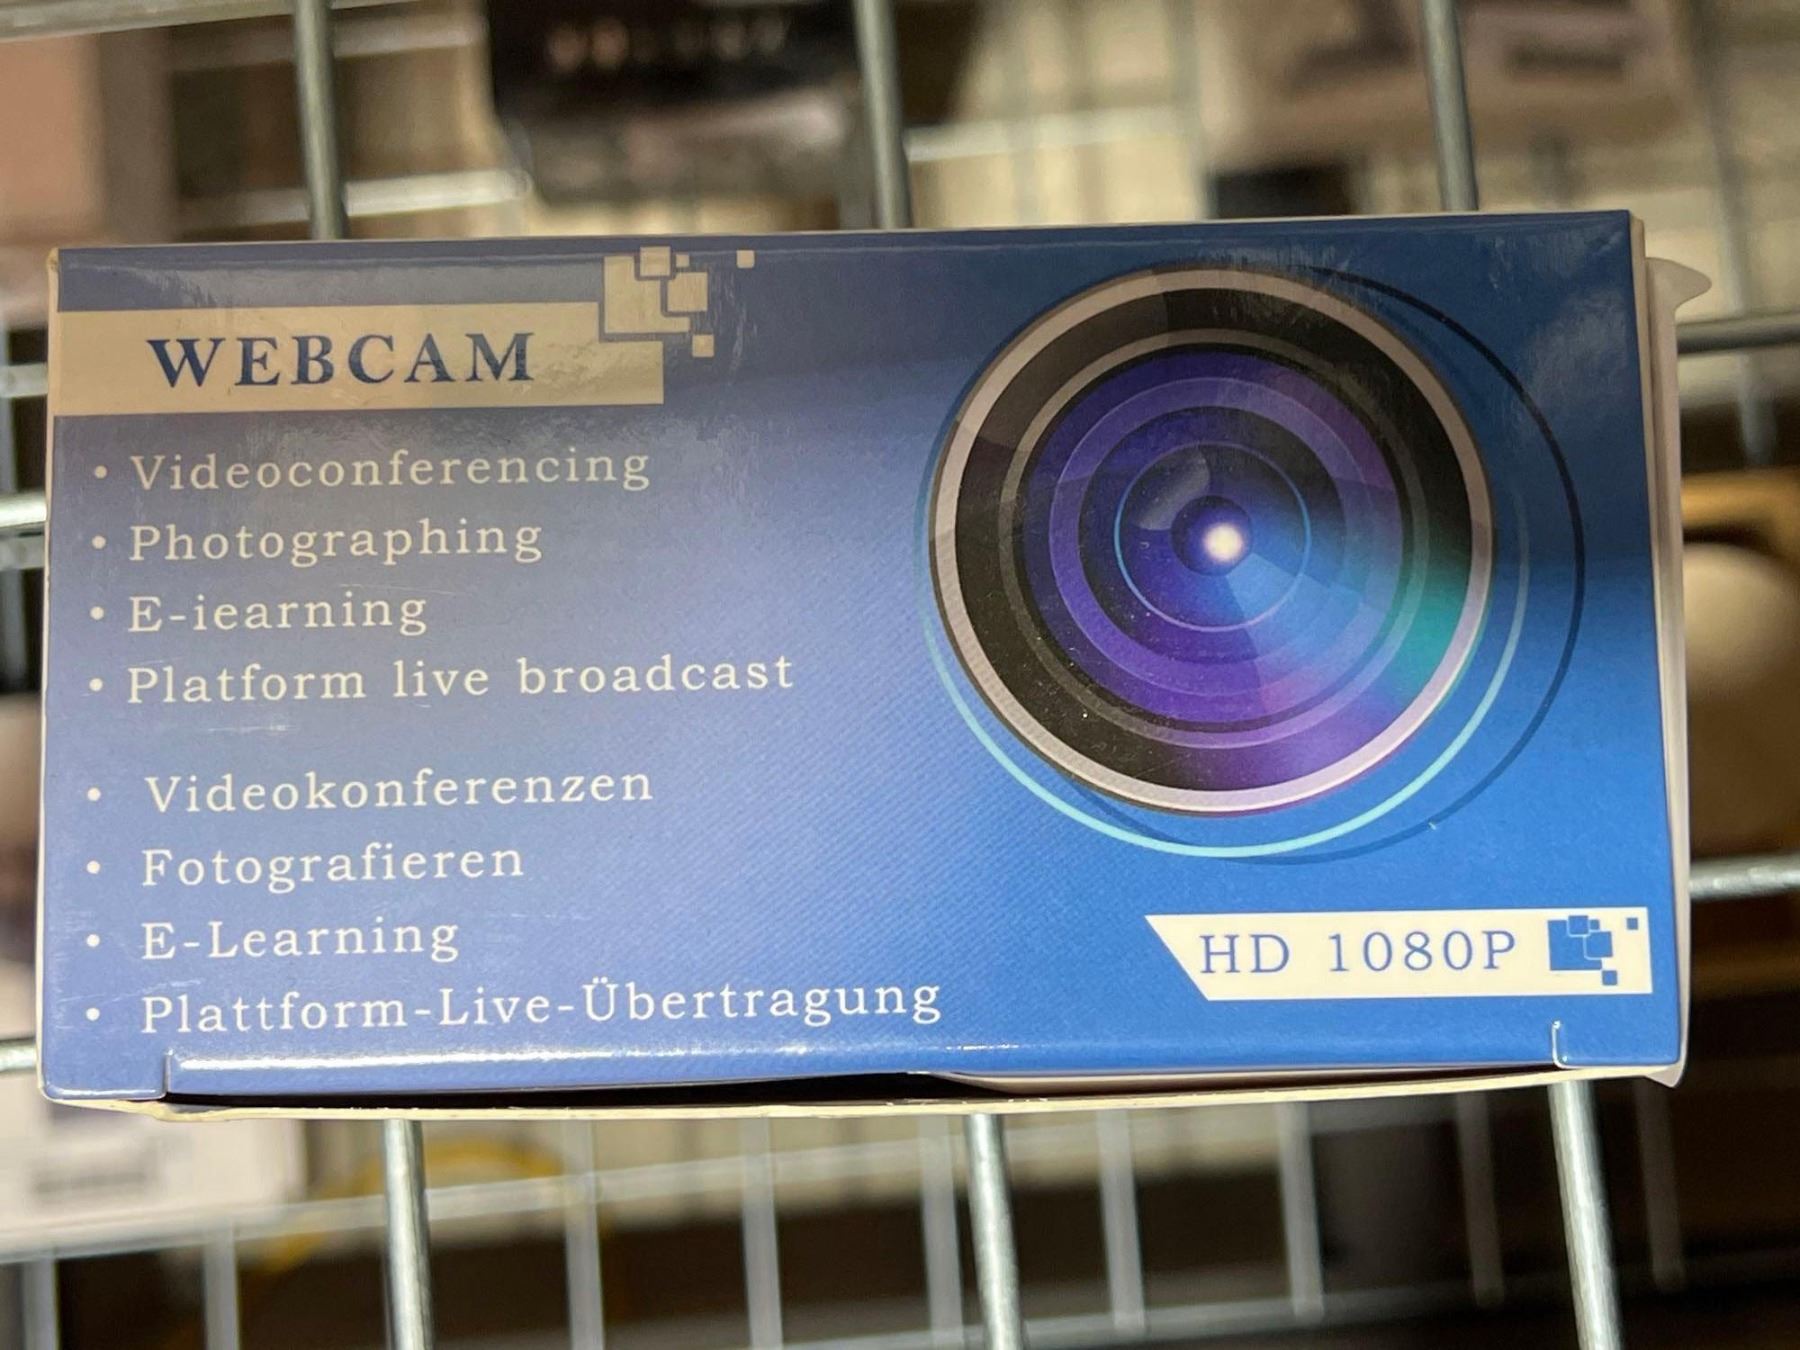 WEBCAM
• Videoconferencing
• Photographing
• E-iearning
• Platform live broadcast
• Videokonferenzen
• Fotografieren
• E-Learning
• Plattform-Live-Übertragung
HD 1080P